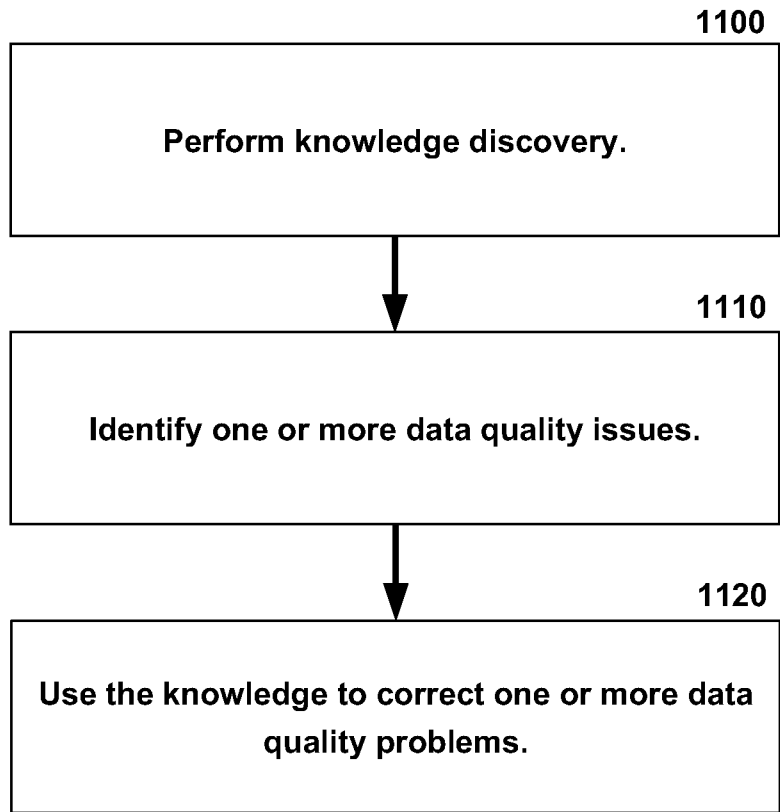 1100
Perform knowledge discovery.
1110
Identify one or more data quality issues.
1120
Use the knowledge to correct one or more data
quality problems.